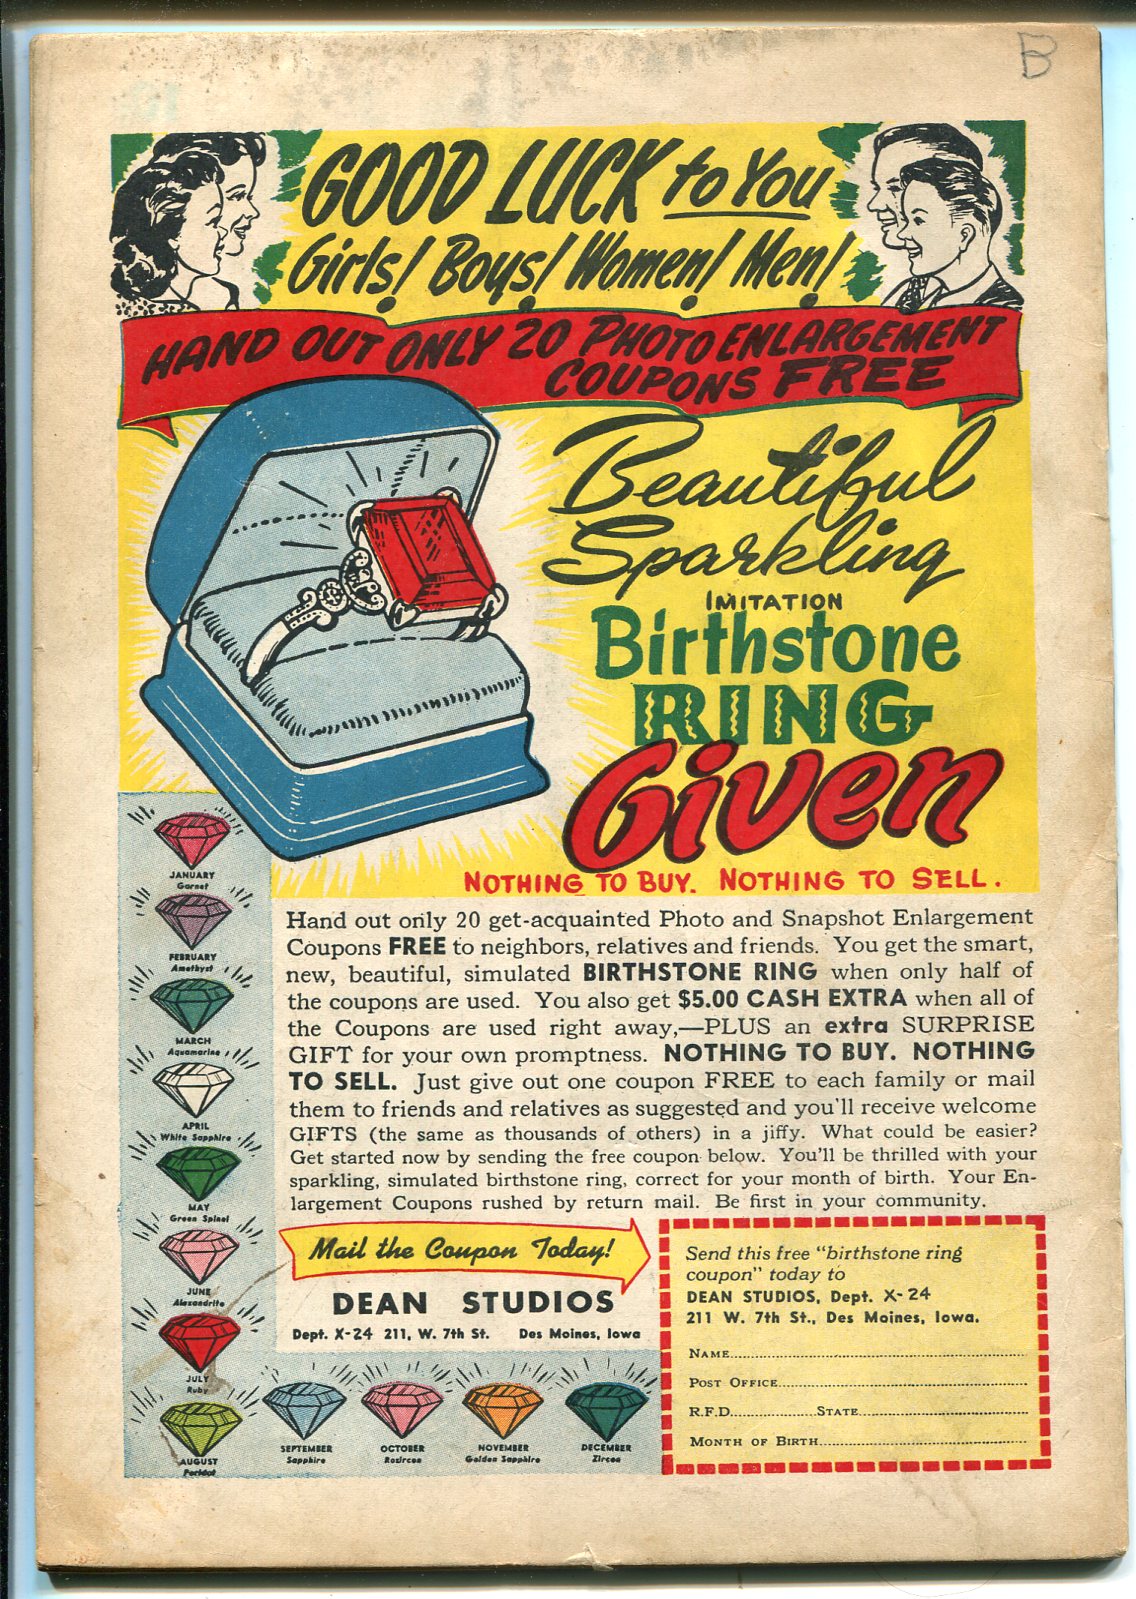 B
GOOD LUCK to You
Girls! Boys! Women! Men!
HAND OUT ONLY 20 PHOTO ENLARGEMENT
COUPONS FREE
Beautiful
Sparkling
IMITATION
Birthstone
RING
Given
NOTHING TO BUY. NOTHING TO SELL.
Hand out only 20 get-acquainted Photo and Snapshot Enlargement
Coupons FREE to neighbors, relatives and friends. You get the smart,
new, beautiful, simulated BIRTHSTONE RING when only half of
the coupons are used. You also get $5.00 CASH EXTRA when all of
the Coupons are used right away,—PLUS an extra SURPRISE
GIFT for your own promptness. NOTHING TO BUY. NOTHING
TO SELL. Just give out one coupon FREE to each family or mail
them to friends and relatives as suggested and you'll receive welcome
GIFTS (the same as thousands of others) in a jiffy. What could be easier?
Get started now by sending the free coupon below. You'll be thrilled with your
sparkling, simulated birthstone ring, correct for your month of birth. Your En-
largement Coupons rushed by return mail. Be first in your community.
JANUARY
Garnet
FEBRUARY
Amethyst
MARCH
Aquamarine
APRIL
White Sapphire
MAY
Green Spinel
JUNE
Alexandrite
JULY
Ruby
AUGUST
Peridot
SEPTEMBER
Sapphire
OCTOBER
Rozircon
NOVEMBER
Golden Sapphire
DECEMBER
Zircon
Mail the Coupon Today!
DEAN STUDIOS
Dept. X-24 211, W. 7th St. Des Moines, Iowa
Send this free "birthstone ring
coupon" today to
DEAN STUDIOS, Dept. X-24
211 W. 7th St., Des Moines, Iowa.
NAME
POST OFFICE
R.F.D. STATE
MONTH OF BIRTH